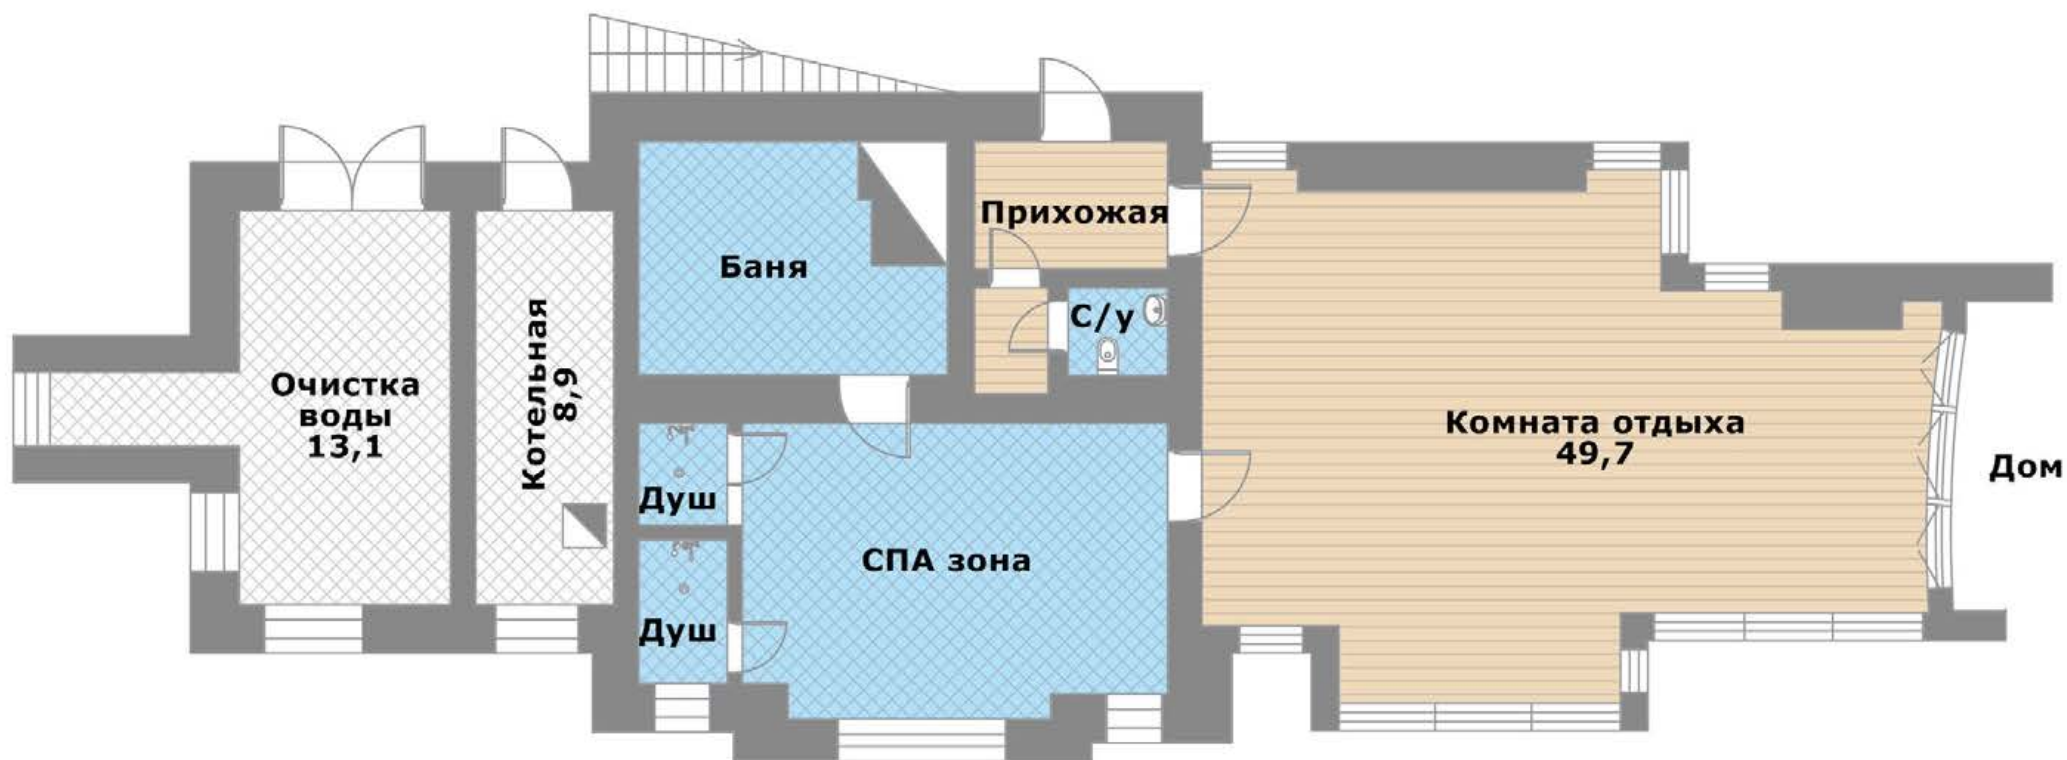 Очистка
воды
13,1
Котельная
8,9
Баня
Прихожая
С/у
Душ
Душ
СПА зона
Комната отдыха
49,7
Дом